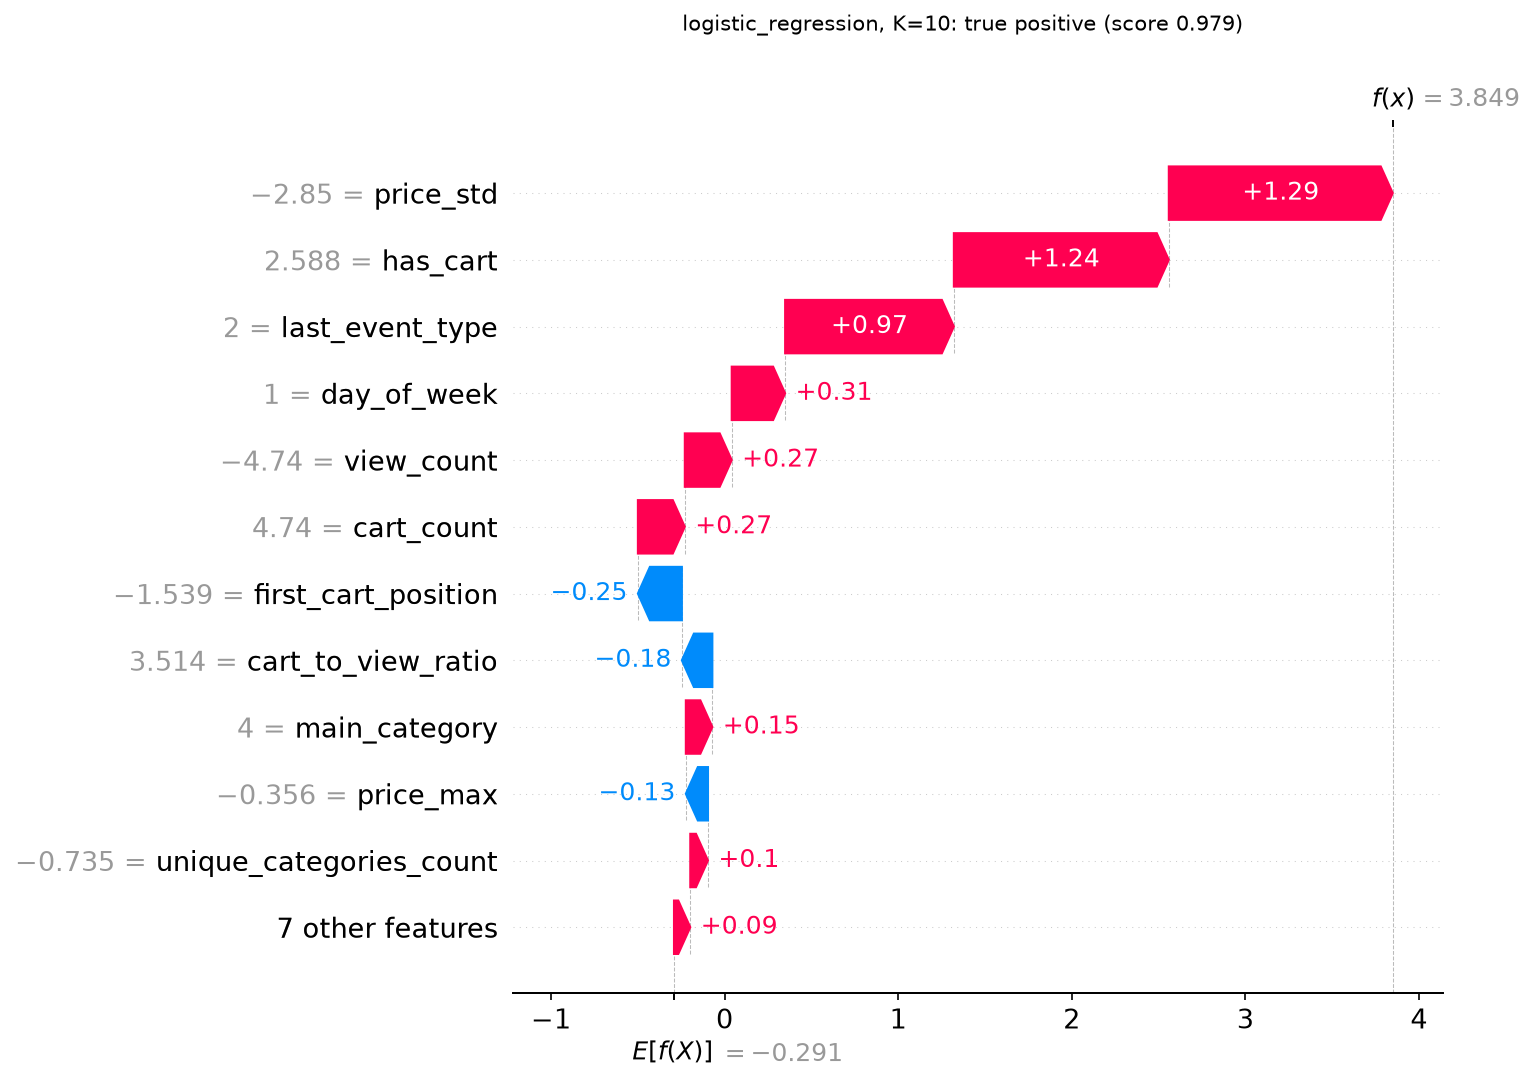 logistic_regression, K=10: true positive (score 0.979)
f(x) = 3.849
−2.85 = price_std +1.29
2.588 = has_cart +1.24
2 = last_event_type +0.97
1 = day_of_week +0.31
−4.74 = view_count +0.27
4.74 = cart_count +0.27
−1.539 = first_cart_position −0.25
3.514 = cart_to_view_ratio −0.18
4 = main_category +0.15
−0.356 = price_max −0.13
−0.735 = unique_categories_count +0.1
7 other features +0.09
−1 0 1 2 3 4
E[f(X)] = −0.291